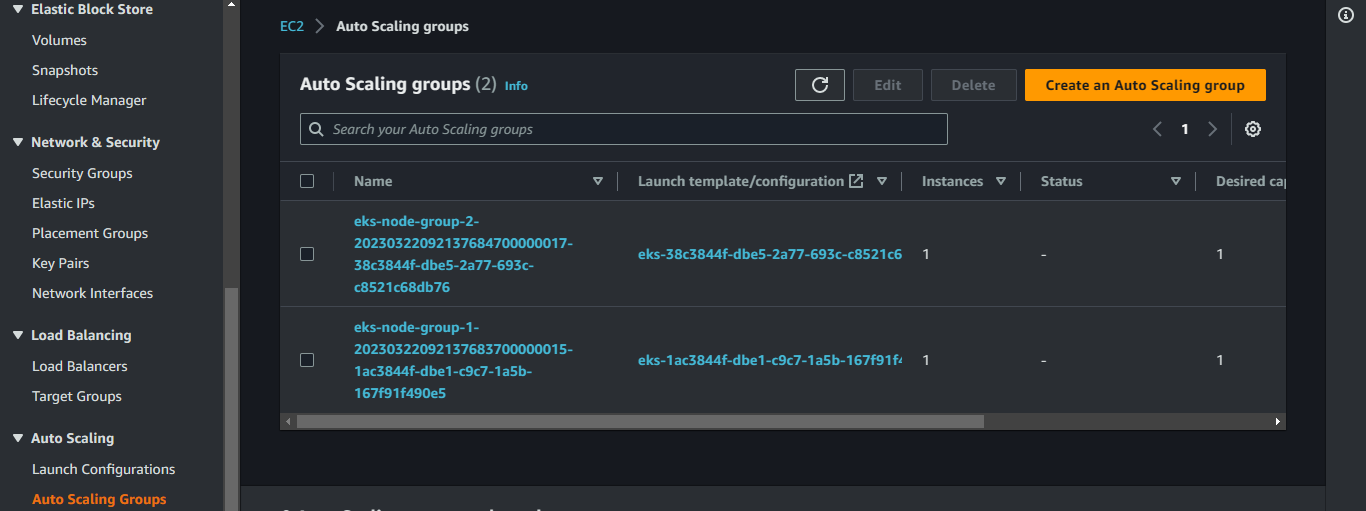 Elastic Block Store
Volumes
Snapshots
Lifecycle Manager
Network & Security
Security Groups
Elastic IPs
Placement Groups
Key Pairs
Network Interfaces
Load Balancing
Load Balancers
Target Groups
Auto Scaling
Launch Configurations
Auto Scaling Groups
EC2 > Auto Scaling groups
Auto Scaling groups (2) Info
Edit
Delete
Create an Auto Scaling group
Search your Auto Scaling groups
1
Name
Launch template/configuration
Instances
Status
Desired cap
eks-node-group-2-
20230322092137684700000017-
38c3844f-dbe5-2a77-693c-
c8521c68db76
eks-38c3844f-dbe5-2a77-693c-c8521c6
1
-
1
eks-node-group-1-
20230322092137683700000015-
1ac3844f-dbe1-c9c7-1a5b-
167f91f490e5
eks-1ac3844f-dbe1-c9c7-1a5b-167f91f4
1
-
1